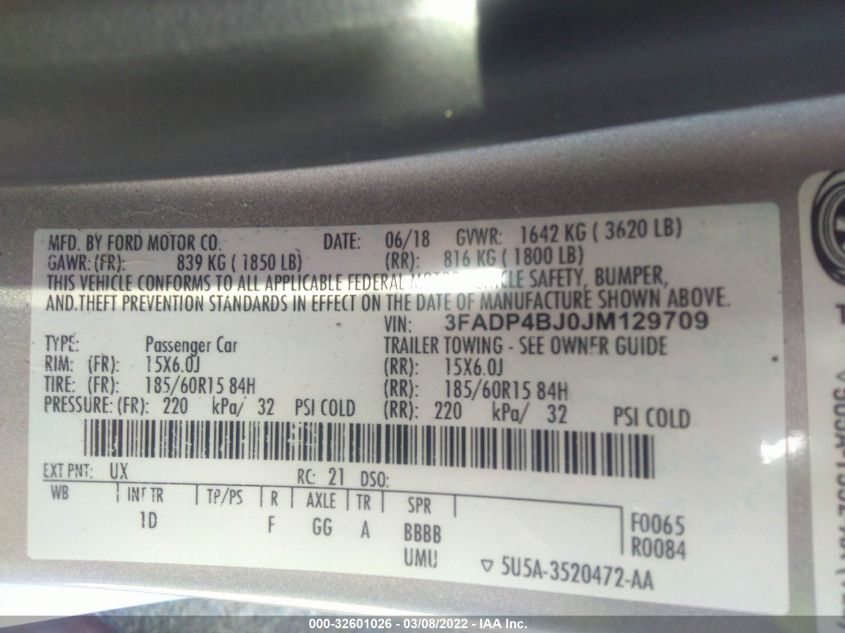 MFD. BY FORD MOTOR CO. DATE: 06/18 GVWR: 1642 KG ( 3620 LB)
GAWR: (FR): 839 KG ( 1850 LB) (RR): 816 KG ( 1800 LB)
THIS VEHICLE CONFORMS TO ALL APPLICABLE FEDERAL MOTOR VEHICLE SAFETY, BUMPER,
AND THEFT PREVENTION STANDARDS IN EFFECT ON THE DATE OF MANUFACTURE SHOWN ABOVE.
VIN: 3FADP4BJ0JM129709
TYPE: Passenger Car TRAILER TOWING - SEE OWNER GUIDE
RIM: (FR): 15X6.0J (RR): 15X6.0J
TIRE: (FR): 185/60R15 84H (RR): 185/60R15 84H
PRESSURE: (FR): 220 kPa/ 32 PSI COLD (RR): 220 kPa/ 32 PSI COLD
EXT PNT: UX RC: 21 DSO:
WB INT TR TP/PS R AXLE TR SPR
1D F GG A BBBB F0065
UMU R0084
5U5A-3520472-AA
000-32601026 - 03/08/2022 - IAA Inc.